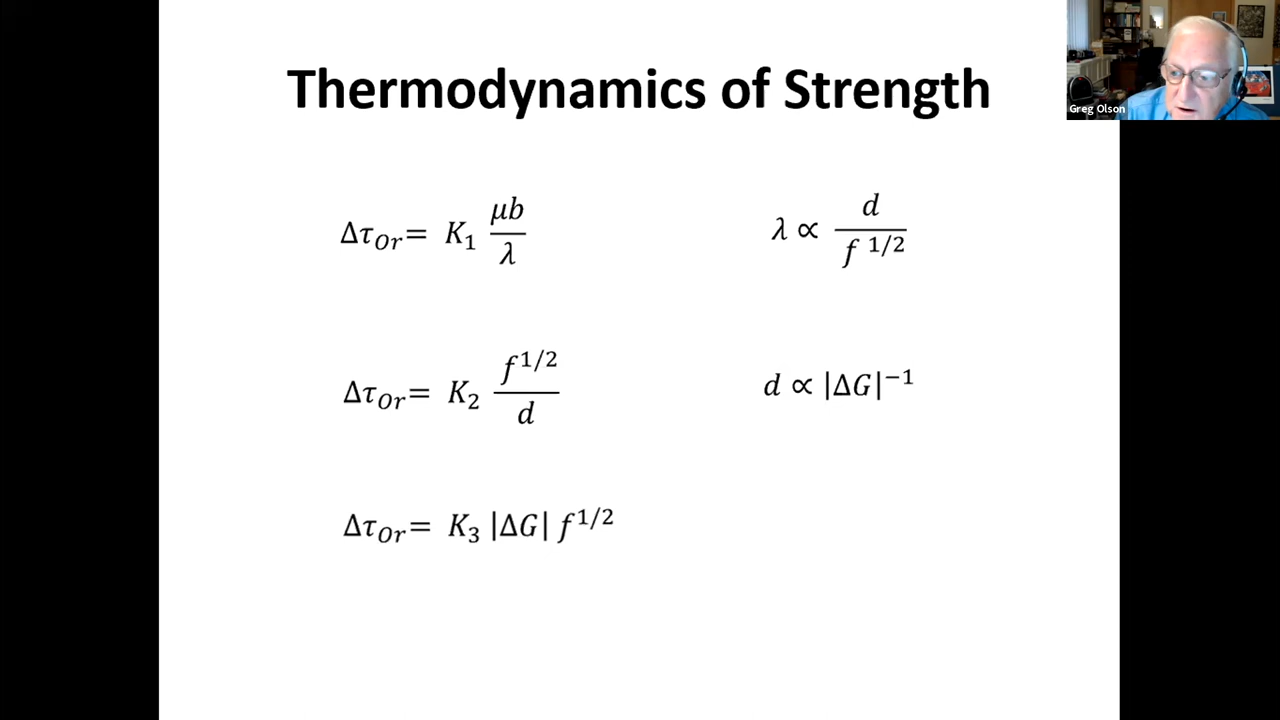 Thermodynamics of Strength
Greg Olson
Δτ_Or = K₁ μb/λ
λ ∝ d/f^1/2
Δτ_Or = K₂ f^1/2/d
d ∝ |ΔG|⁻¹
Δτ_Or = K₃ |ΔG| f^1/2